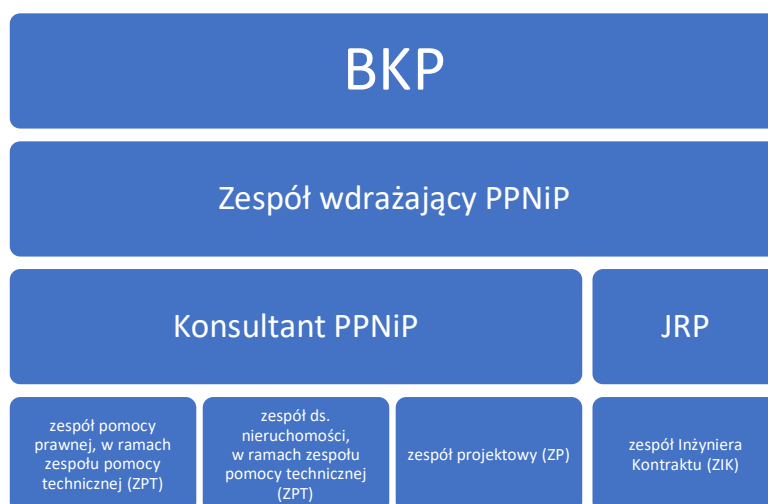 BKP
Zespół wdrażający PPNiP
Konsultant PPNiP
JRP
zespół pomocy
prawnej, w ramach
zespołu pomocy
technicznej (ZPT)
zespół ds.
nieruchomości,
w ramach zespołu
pomocy technicznej
(ZPT)
zespół projektowy (ZP)
zespół Inżyniera
Kontraktu (ZIK)